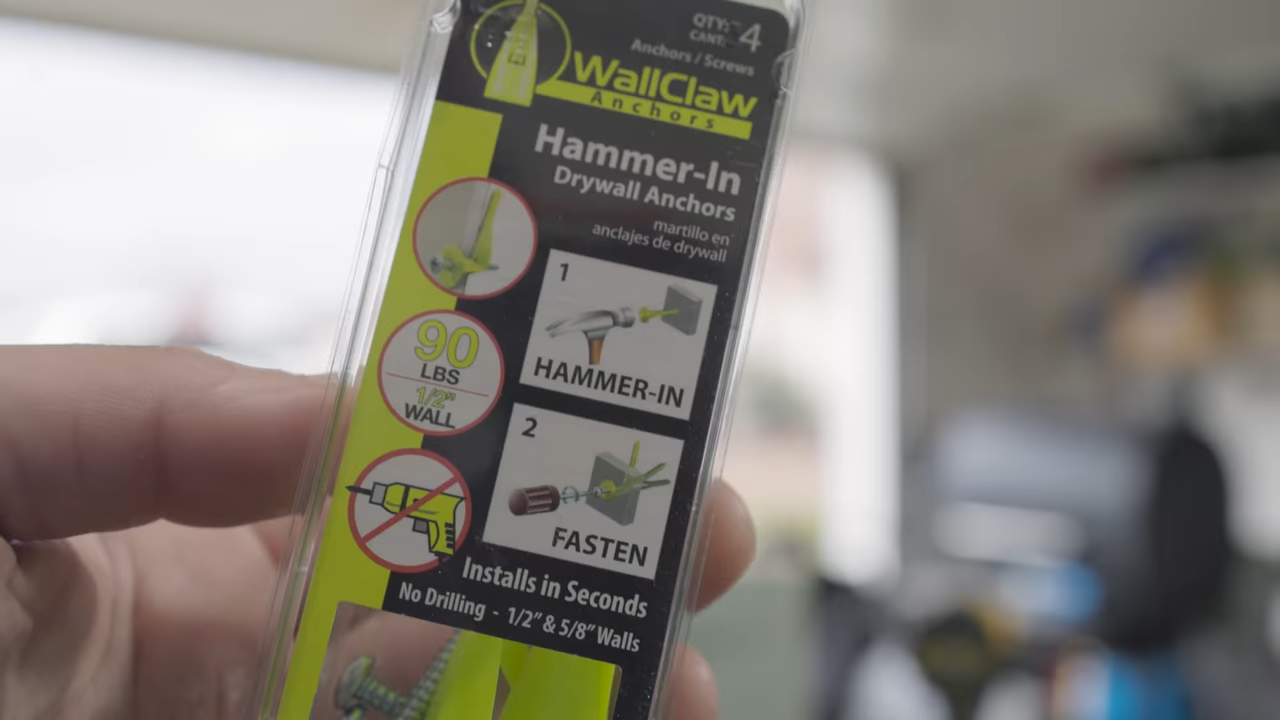 QTY: 4
CANT:
Anchors / Screws
WallClaw
Anchors
Hammer-In
Drywall Anchors
martillo en
anclajes de drywall
1
HAMMER-IN
90
LBS
1/2"
WALL
2
FASTEN
Installs in Seconds
No Drilling - 1/2" & 5/8" Walls